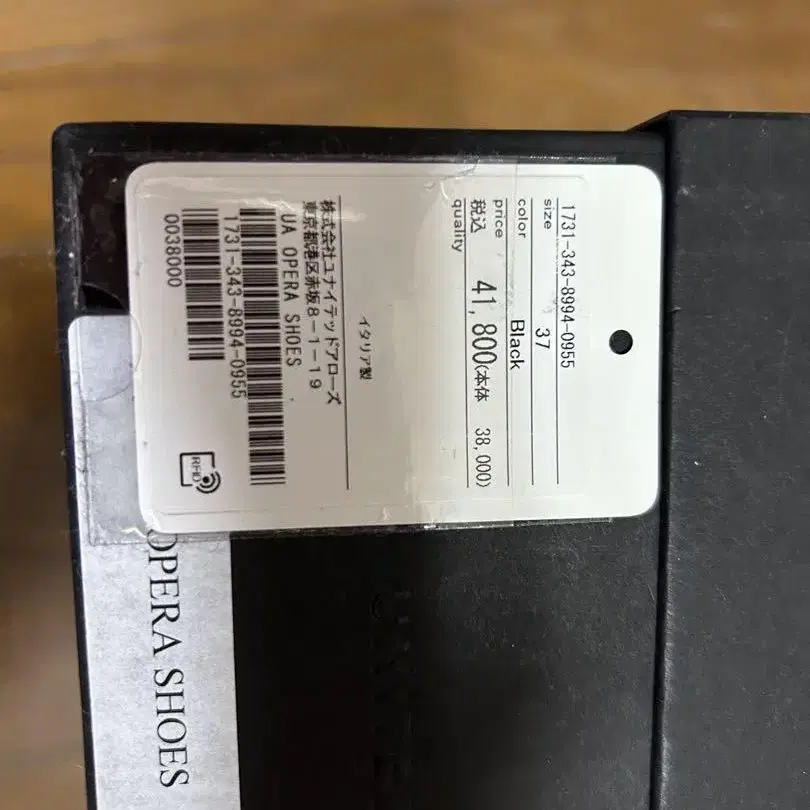 1731-343-8994-0955
size 37
color Black
price
税込 41,800(本体 38,000)
quality
イタリア製
株式会社ユナイテッドアローズ
東京都港区赤坂8-1-19
UA OPERA SHOES
1731-343-8994-0955
0038000
RFID
OPERA SHOES
UNITE